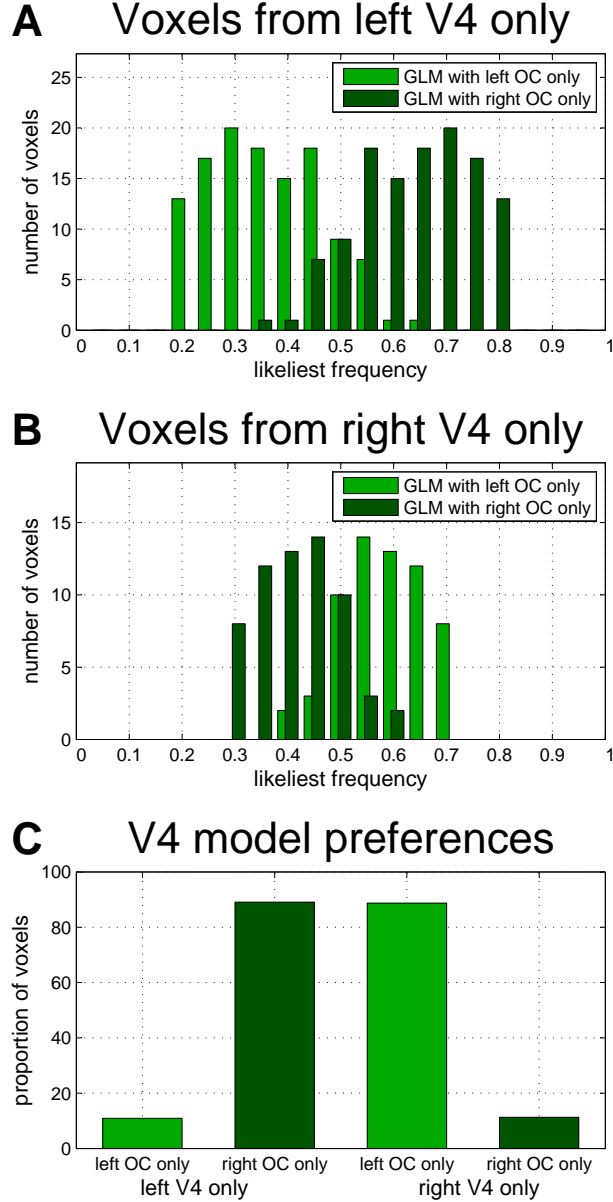 A Voxels from left V4 only
25
20
15
10
5
0
number of voxels
GLM with left OC only
GLM with right OC only
0 0.1 0.2 0.3 0.4 0.5 0.6 0.7 0.8 0.9 1
likeliest frequency
B Voxels from right V4 only
15
10
5
0
number of voxels
GLM with left OC only
GLM with right OC only
0 0.1 0.2 0.3 0.4 0.5 0.6 0.7 0.8 0.9 1
likeliest frequency
C V4 model preferences
100
80
60
40
20
0
proportion of voxels
left OC only right OC only left OC only right OC only
left V4 only right V4 only